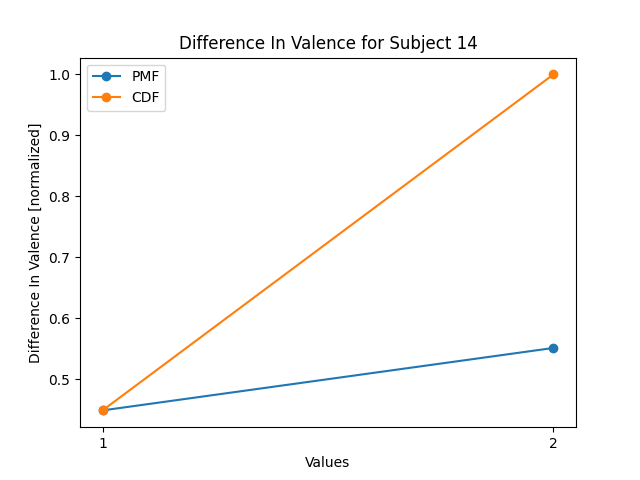 Difference In Valence for Subject 14
PMF
CDF
Difference In Valence [normalized]
1.0
0.9
0.8
0.7
0.6
0.5
1 2
Values